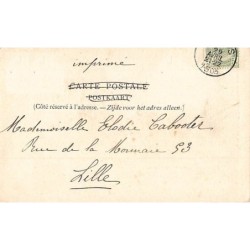 imprimé
CARTE POSTALE
POSTKAART
(Côté réservé à l'adresse. — Zijde voor het adres alleen.)
Mademoiselle Elodie Cabooter
Rue de la Monnaie 53
Lille